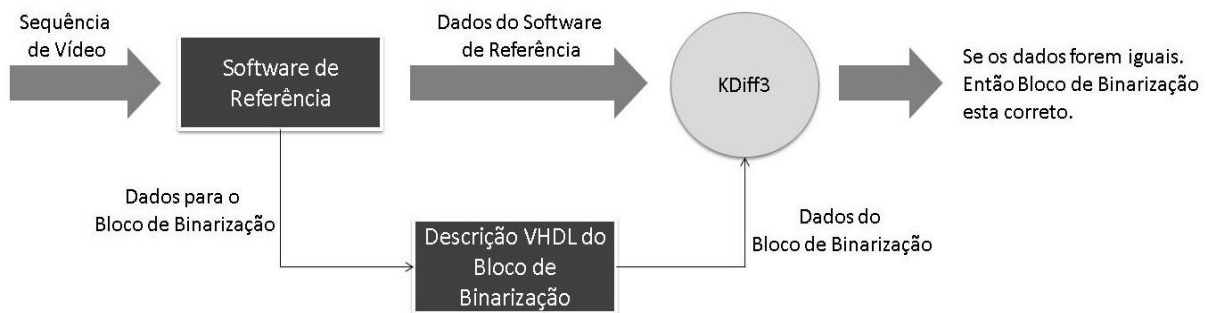 Sequência
de Vídeo
Software de
Referência
Dados do Software
de Referência
KDiff3
Se os dados forem iguais.
Então Bloco de Binarização
esta correto.
Dados para o
Bloco de Binarização
Descrição VHDL do
Bloco de
Binarização
Dados do
Bloco de Binarização